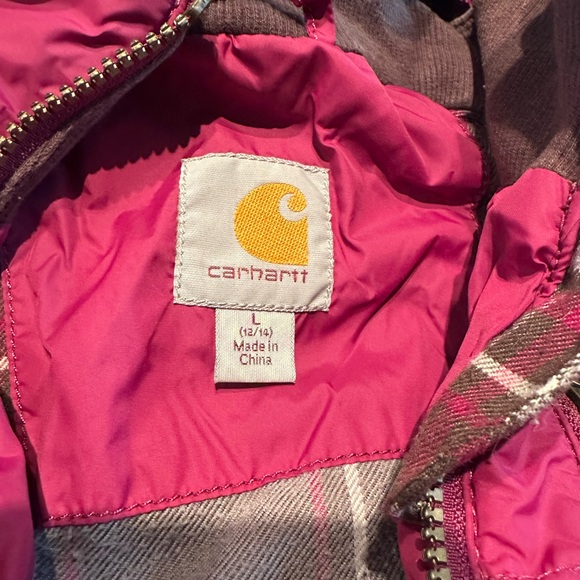 carhartt
L
(12/14)
Made in
China